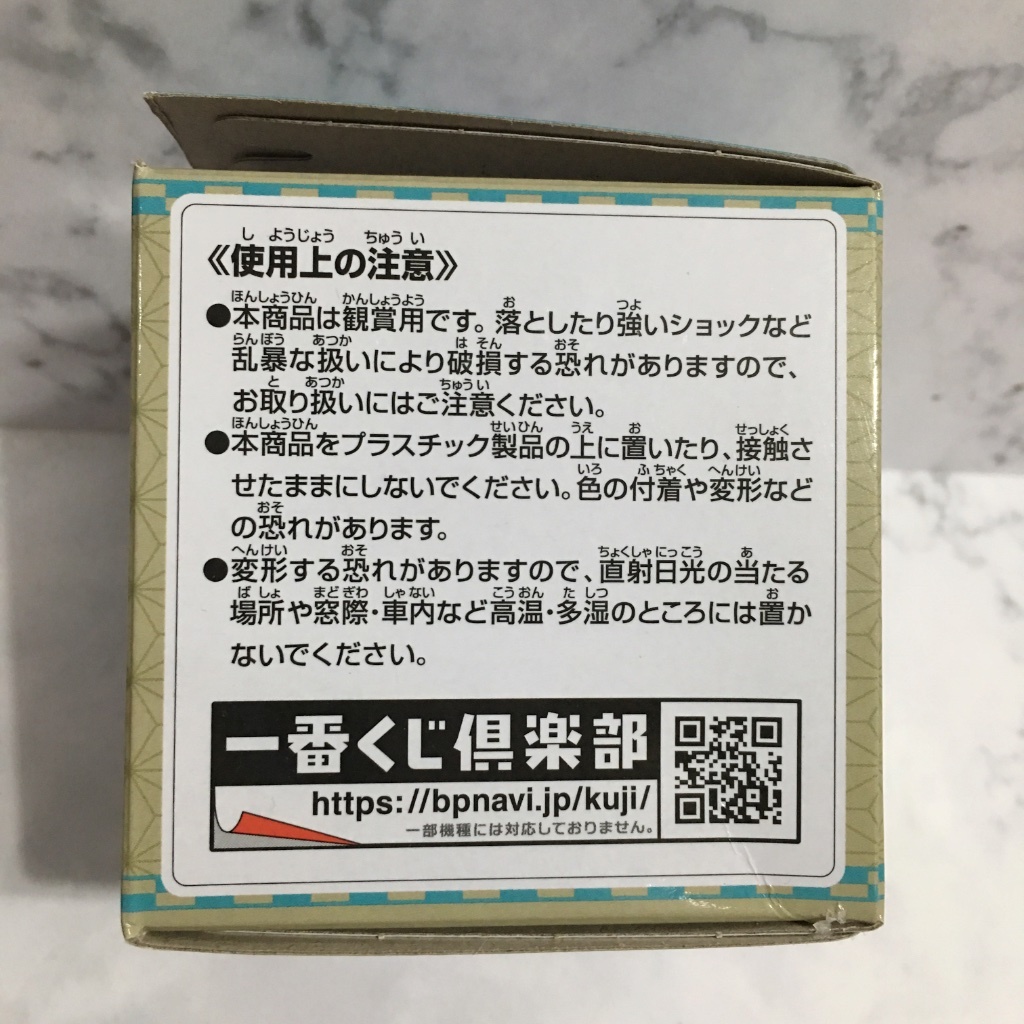 《使用上の注意》
●本商品は観賞用です。落としたり強いショックなど
乱暴な扱いにより破損する恐れがありますので、
お取り扱いにはご注意ください。
●本商品をプラスチック製品の上に置いたり、接触さ
せたままにしないでください。色の付着や変形など
の恐れがあります。
●変形する恐れがありますので、直射日光の当たる
場所や窓際・車内など高温・多湿のところには置か
ないでください。
一番くじ倶楽部
https://bpnavi.jp/kuji/
一部機種には対応しておりません。